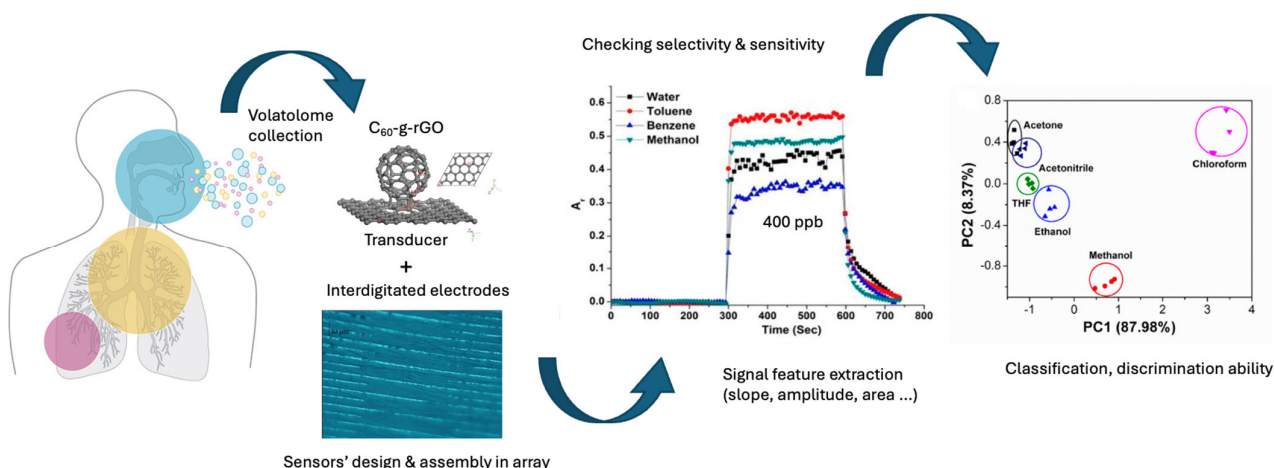 Volatolome
collection
C₆₀-g-rGO
Transducer
+
Interdigitated electrodes
Sensors' design & assembly in array
Checking selectivity & sensitivity
Water
Toluene
Benzene
Methanol
400 ppb
Aᵣ
0.6
0.5
0.4
0.3
0.2
0.1
0.0
0 100 200 300 400 500 600 700 800
Time (Sec)
Signal feature extraction
(slope, amplitude, area ...)
PC2 (8.37%)
0.8
0.4
0.0
-0.4
-0.8
Acetone
Acetonitrile
THF
Ethanol
Methanol
Chloroform
-1 0 1 2 3 4
PC1 (87.98%)
Classification, discrimination ability